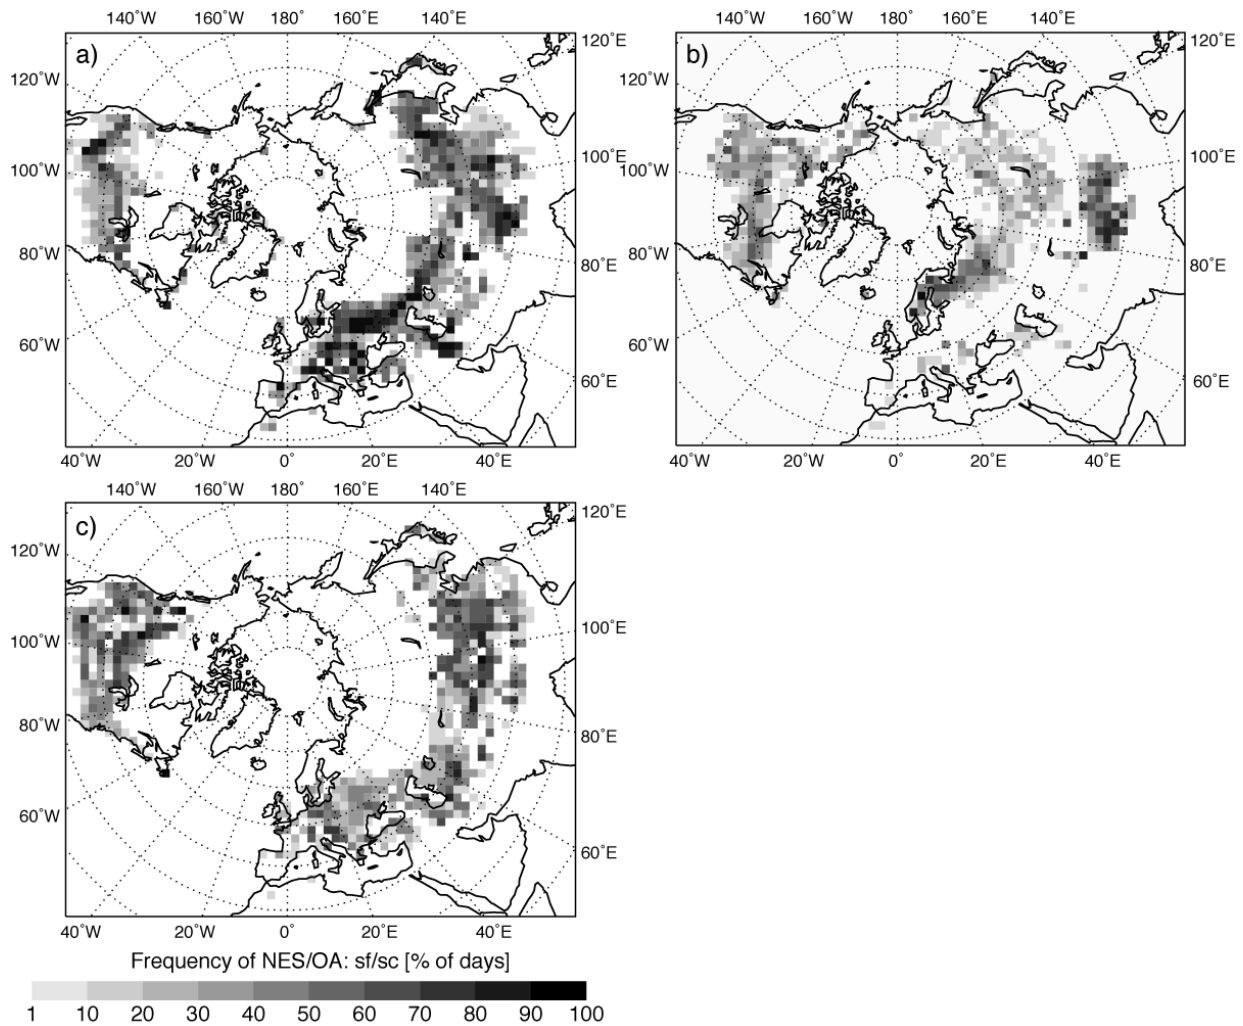 140˚W 160˚W 180˚ 160˚E 140˚E
140˚W 160˚W 180˚ 160˚E 140˚E
a)
b)
120˚E
120˚E
120˚W
120˚W
100˚E
100˚E
100˚W
100˚W
80˚W
80˚W
80˚E
80˚E
60˚W
60˚W
60˚E
60˚E
40˚W 20˚W 0˚ 20˚E 40˚E
40˚W 20˚W 0˚ 20˚E 40˚E
140˚W 160˚W 180˚ 160˚E 140˚E
c)
120˚E
120˚W
100˚E
100˚W
80˚W
80˚E
60˚W
60˚E
40˚W 20˚W 0˚ 20˚E 40˚E
Frequency of NES/OA: sf/sc [% of days]
1 10 20 30 40 50 60 70 80 90 100